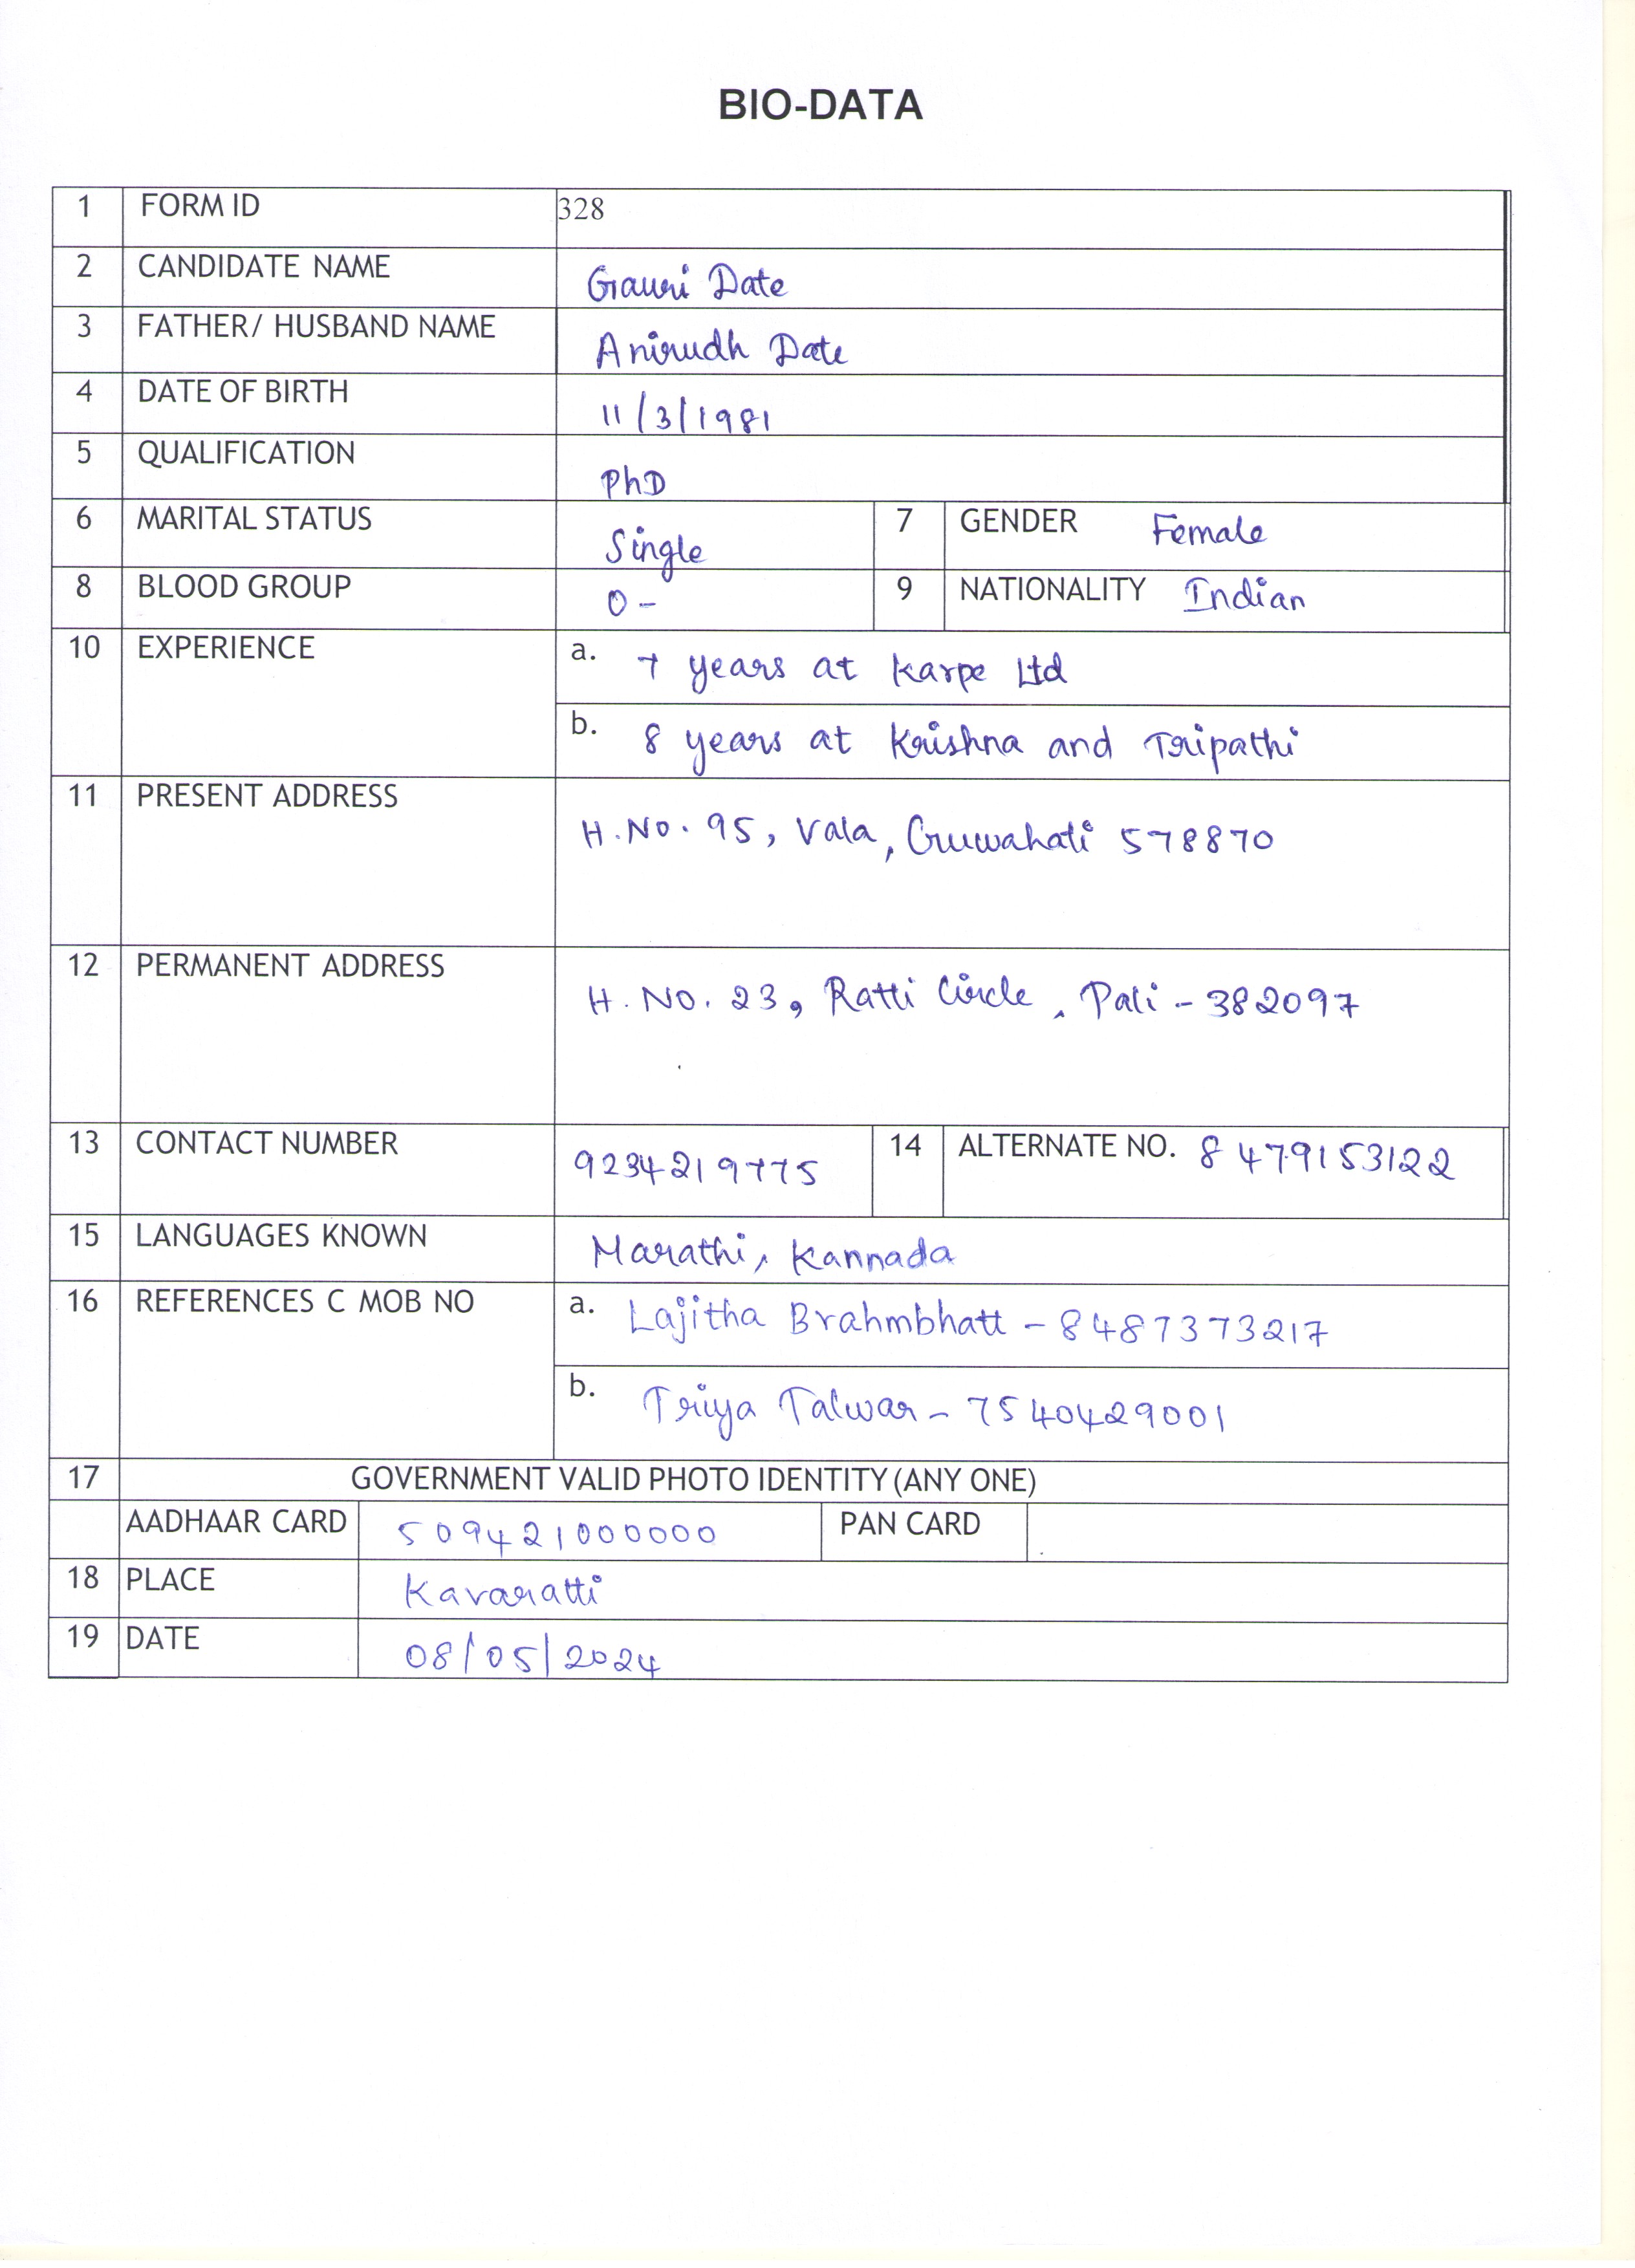 BIO-DATA
1 FORM ID 328
2 CANDIDATE NAME Gauri Date
3 FATHER/ HUSBAND NAME Anirudh Date
4 DATE OF BIRTH 11/3/1981
5 QUALIFICATION PhD
6 MARITAL STATUS Single 7 GENDER Female
8 BLOOD GROUP O- 9 NATIONALITY Indian
10 EXPERIENCE a. 7 years at Karpe Ltd
b. 8 years at Krishna and Tripathi
11 PRESENT ADDRESS H.No. 95, Vala, Guwahati 578870
12 PERMANENT ADDRESS H. No. 23, Ratti Circle, Pali - 382097
13 CONTACT NUMBER 9234219775 14 ALTERNATE NO. 8479153122
15 LANGUAGES KNOWN Marathi, Kannada
16 REFERENCES C MOB NO a. Lajitha Brahmbhatt - 8487373217
b. Triya Talwar - 7540429001
17 GOVERNMENT VALID PHOTO IDENTITY (ANY ONE)
AADHAAR CARD 509421000000 PAN CARD
18 PLACE Kavaratti
19 DATE 08/05/2024